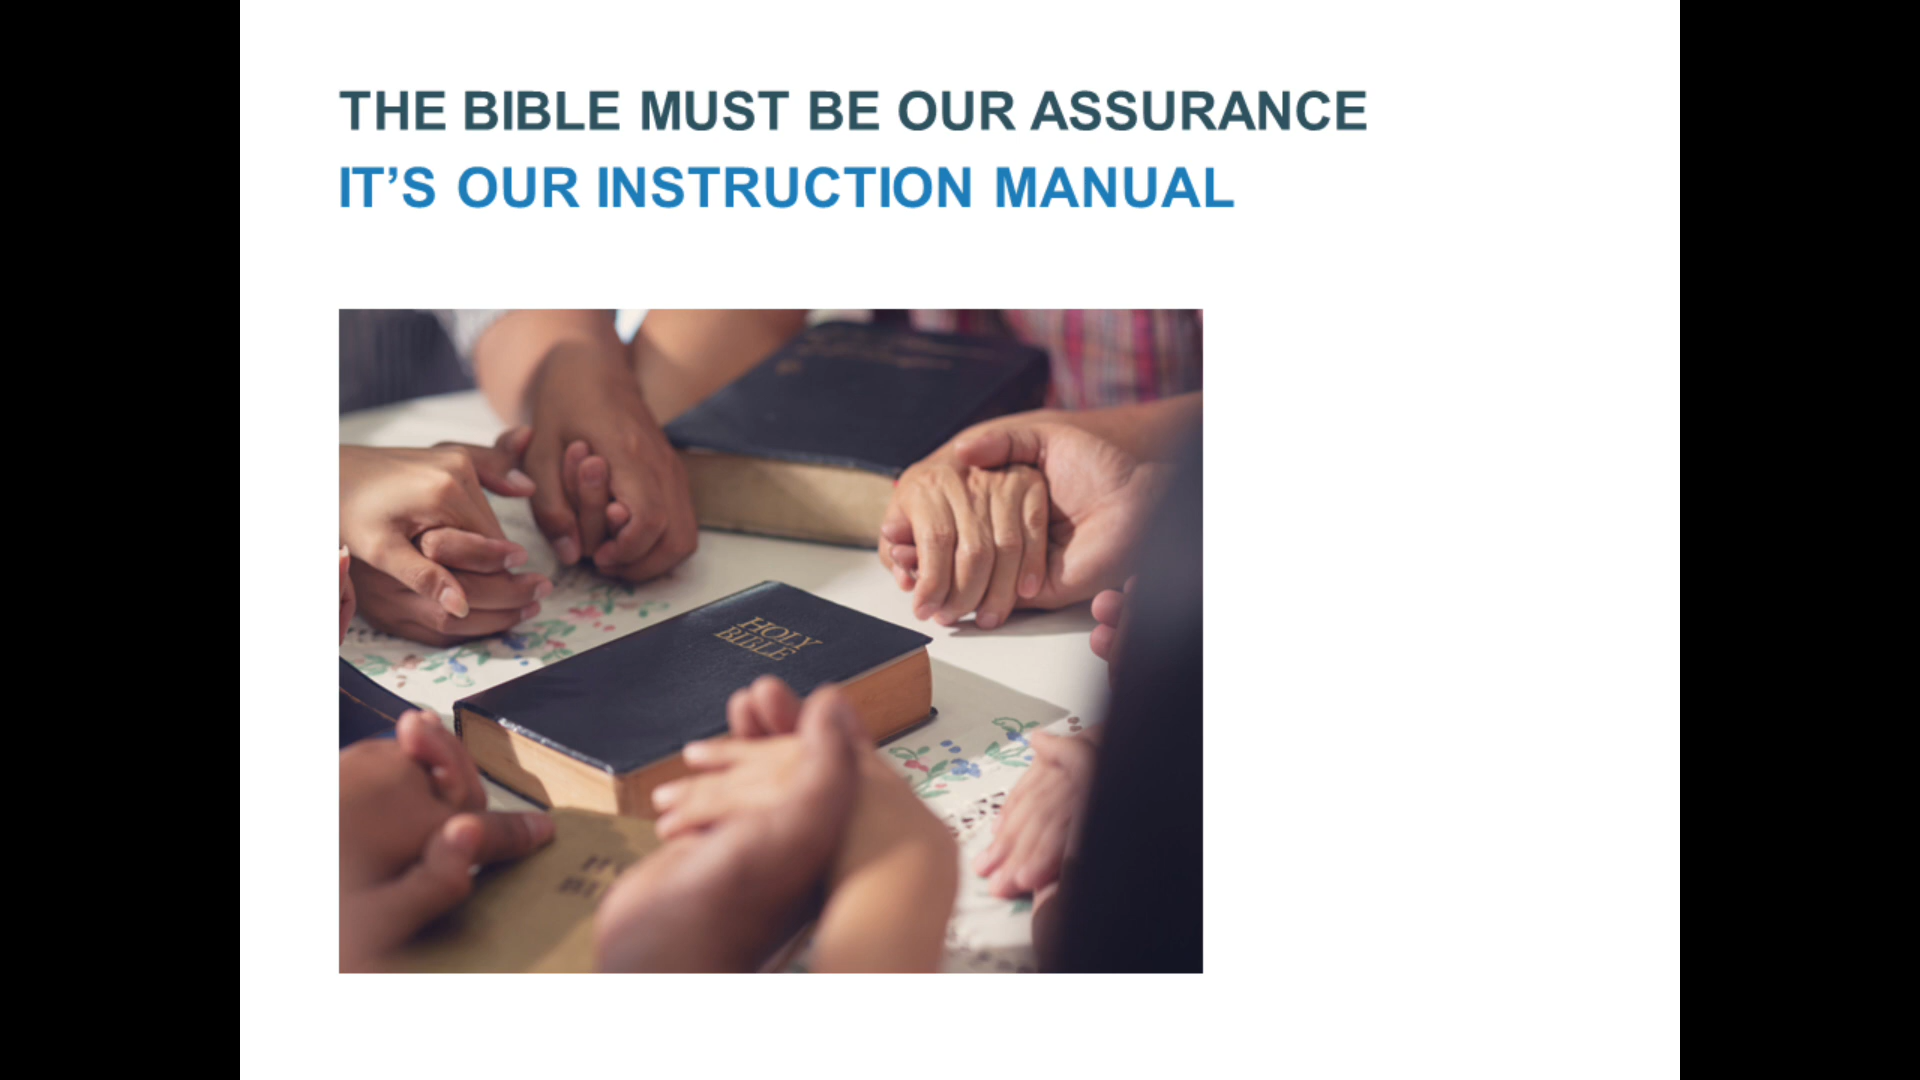 THE BIBLE MUST BE OUR ASSURANCE
IT’S OUR INSTRUCTION MANUAL
HOLY
BIBLE